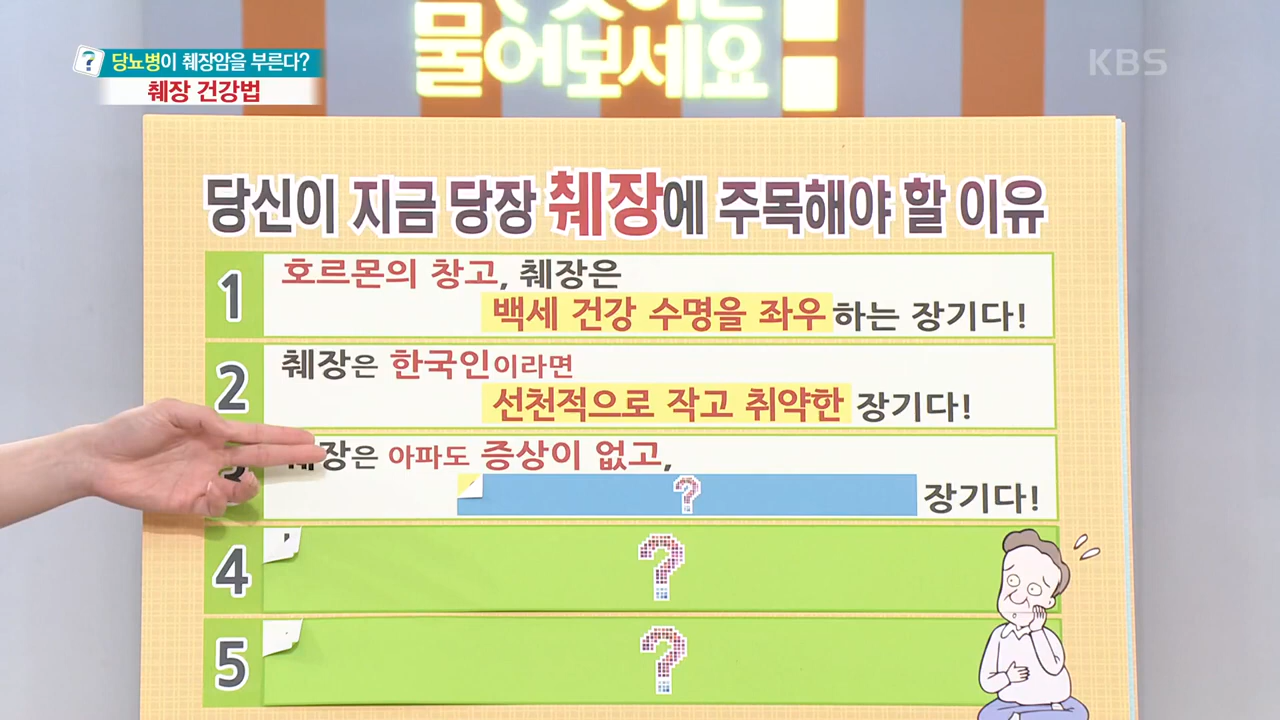 물어보세요
KBS
? 당뇨병이 췌장암을 부른다?
췌장 건강법
당신이 지금 당장 췌장에 주목해야 할 이유
1 호르몬의 창고, 췌장은
백세 건강 수명을 좌우하는 장기다!
2 췌장은 한국인이라면
선천적으로 작고 취약한 장기다!
3 췌장은 아파도 증상이 없고,
? 장기다!
4 ?
5 ?